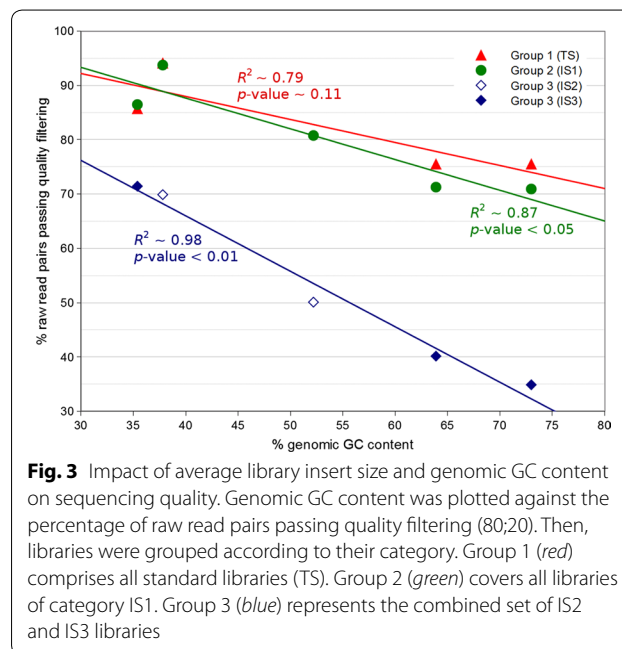 100
90
80
70
60
50
40
30
% raw read pairs passing quality filtering
R² ~ 0.79
p-value ~ 0.11
Group 1 (TS)
Group 2 (IS1)
Group 3 (IS2)
Group 3 (IS3)
R² ~ 0.87
p-value < 0.05
R² ~ 0.98
p-value < 0.01
30 35 40 45 50 55 60 65 70 75 80
% genomic GC content
Fig. 3 Impact of average library insert size and genomic GC content
on sequencing quality. Genomic GC content was plotted against the
percentage of raw read pairs passing quality filtering (80;20). Then,
libraries were grouped according to their category. Group 1 (red)
comprises all standard libraries (TS). Group 2 (green) covers all libraries
of category IS1. Group 3 (blue) represents the combined set of IS2
and IS3 libraries